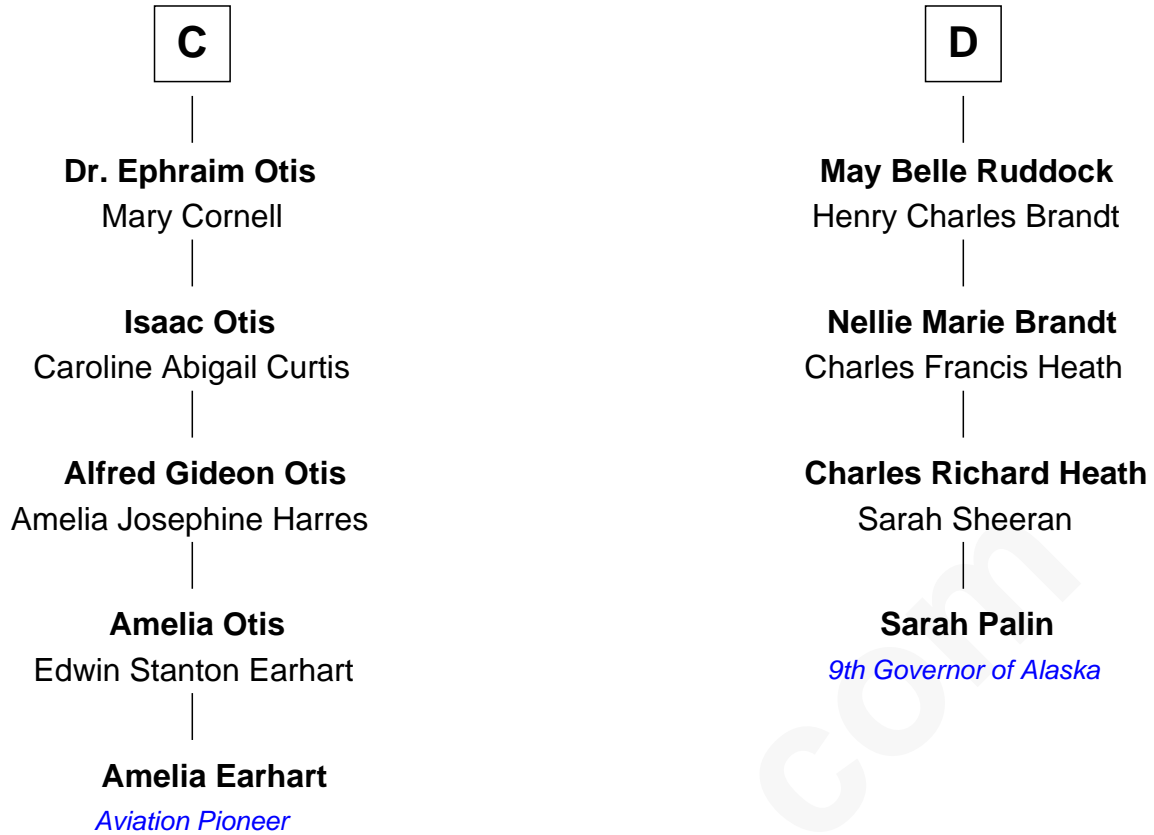 C
Dr. Ephraim Otis
Mary Cornell
Isaac Otis
Caroline Abigail Curtis
Alfred Gideon Otis
Amelia Josephine Harres
Amelia Otis
Edwin Stanton Earhart
Amelia Earhart
Aviation Pioneer
D
May Belle Ruddock
Henry Charles Brandt
Nellie Marie Brandt
Charles Francis Heath
Charles Richard Heath
Sarah Sheeran
Sarah Palin
9th Governor of Alaska
com